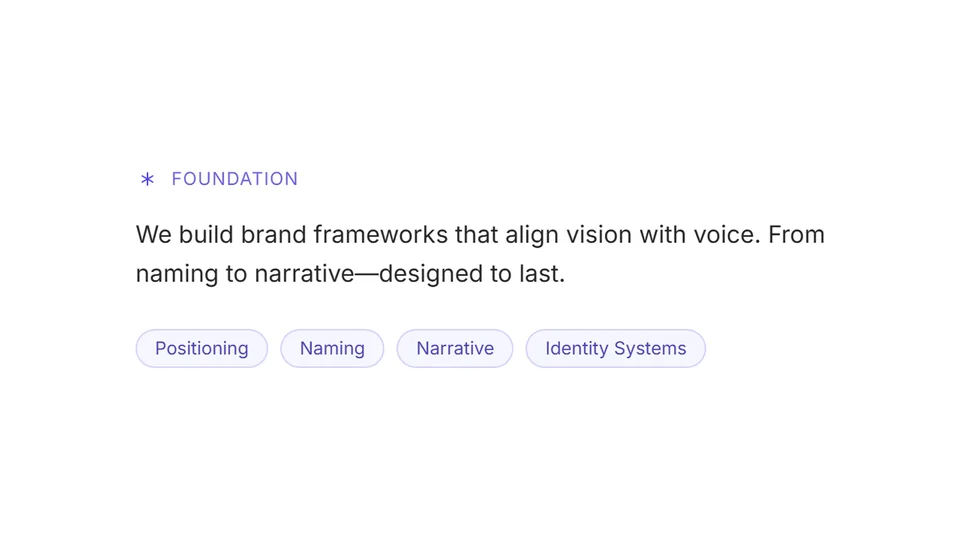 * FOUNDATION
We build brand frameworks that align vision with voice. From
naming to narrative—designed to last.
Positioning Naming Narrative Identity Systems